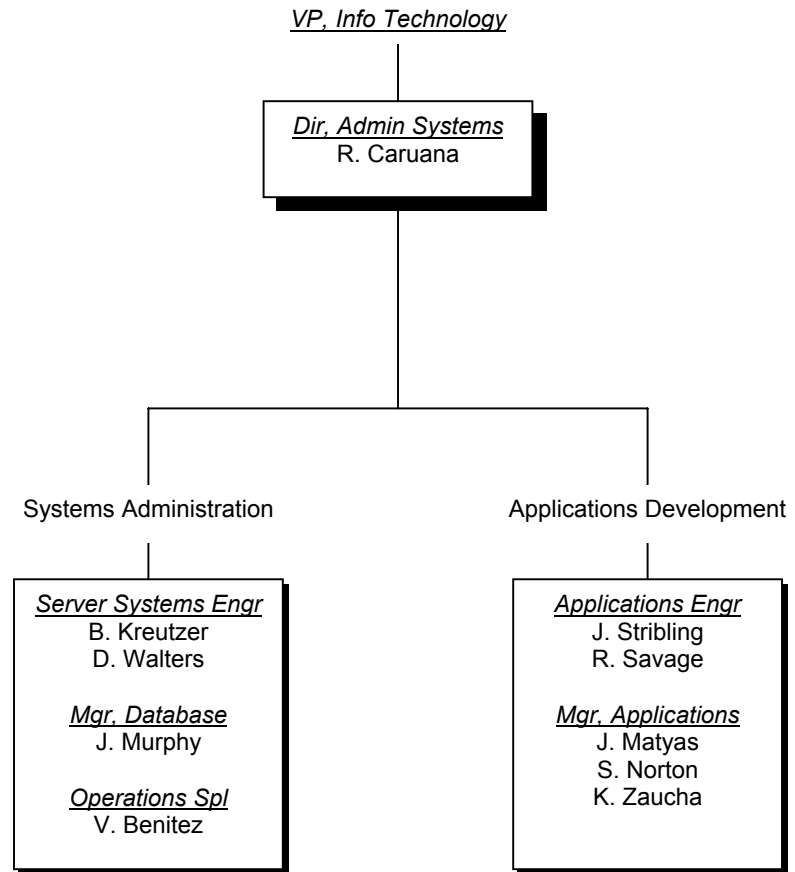 VP, Info Technology
Dir, Admin Systems
R. Caruana
Systems Administration
Server Systems Engr
B. Kreutzer
D. Walters
Mgr, Database
J. Murphy
Operations Spl
V. Benitez
Applications Development
Applications Engr
J. Stribling
R. Savage
Mgr, Applications
J. Matyas
S. Norton
K. Zaucha